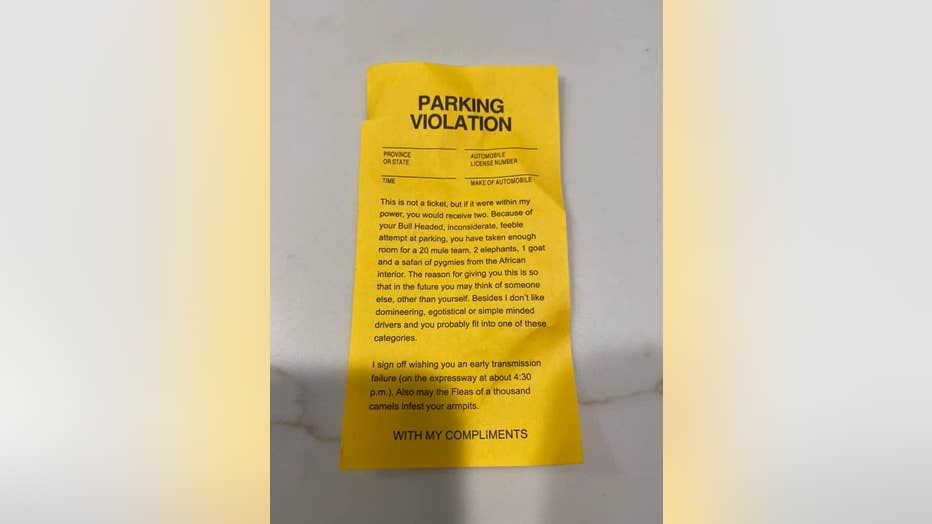 PARKING
VIOLATION
PROVINCE
OR STATE
AUTOMOBILE
LICENSE NUMBER
TIME
MAKE OF AUTOMOBILE
This is not a ticket, but if it were within my
power, you would receive two. Because of
your Bull Headed, inconsiderate, feeble
attempt at parking, you have taken enough
room for a 20 mule team, 2 elephants, 1 goat
and a safari of pygmies from the African
interior. The reason for giving you this is so
that in the future you may think of someone
else, other than yourself. Besides I don't like
domineering, egotistical or simple minded
drivers and you probably fit into one of these
categories.
I sign off wishing you an early transmission
failure (on the expressway at about 4:30
p.m.). Also may the Fleas of a thousand
camels infest your armpits.
WITH MY COMPLIMENTS